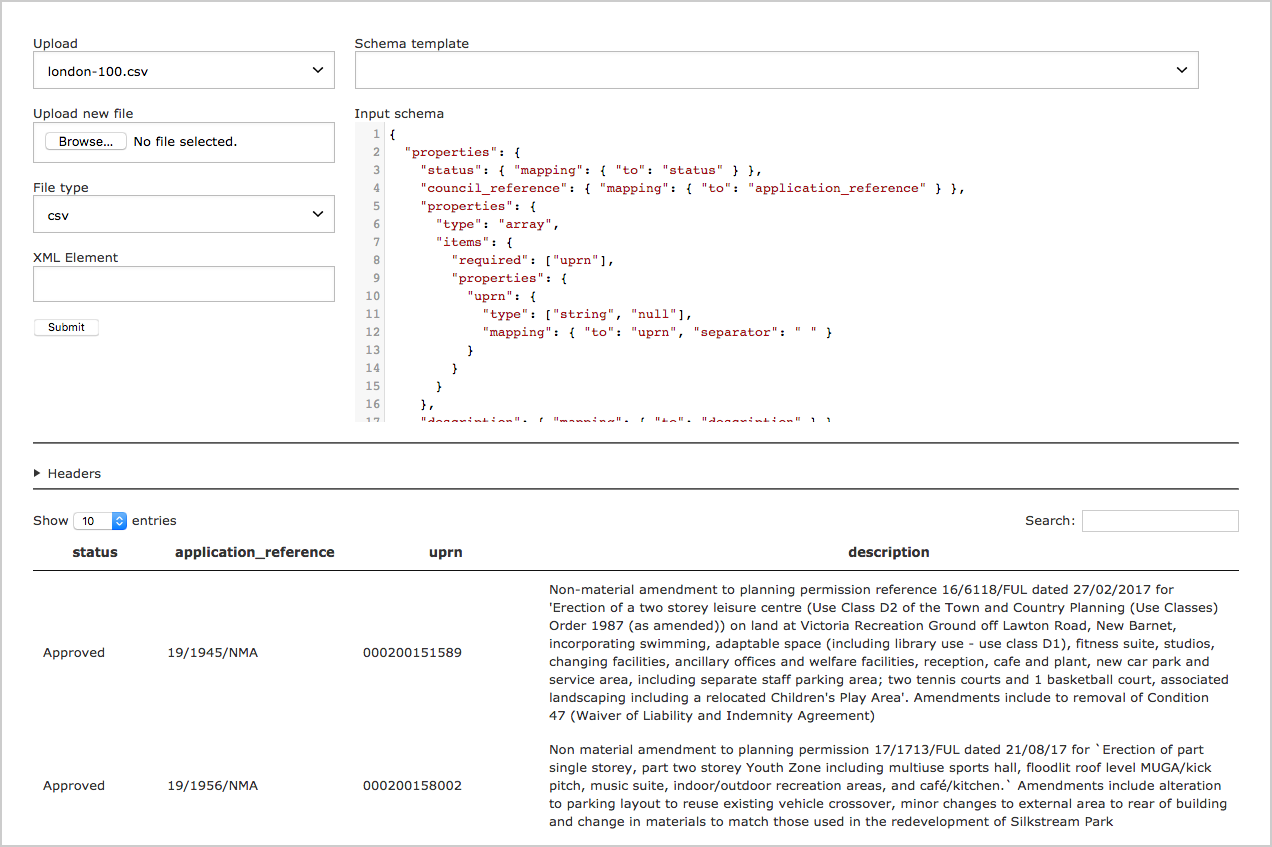 Upload
london-100.csv
Upload new file
Browse... No file selected.
File type
csv
XML Element
Submit
Schema template
Input schema
1 {
2 "properties": {
3 "status": { "mapping": { "to": "status" } },
4 "council_reference": { "mapping": { "to": "application_reference" } },
5 "properties": {
6 "type": "array",
7 "items": {
8 "required": ["uprn"],
9 "properties": {
10 "uprn": {
11 "type": ["string", "null"],
12 "mapping": { "to": "uprn", "separator": " " }
13 }
14 }
15 }
16 },
17 "description": { "mapping": { "to": "description" } }
Headers
Show 10 entries
Search:
status application_reference uprn description
Approved 19/1945/NMA 000200151589
Non-material amendment to planning permission reference 16/6118/FUL dated 27/02/2017 for
'Erection of a two storey leisure centre (Use Class D2 of the Town and Country Planning (Use Classes)
Order 1987 (as amended)) on land at Victoria Recreation Ground off Lawton Road, New Barnet,
incorporating swimming, adaptable space (including library use - use class D1), fitness suite, studios,
changing facilities, ancillary offices and welfare facilities, reception, cafe and plant, new car park and
service area, including separate staff parking area; two tennis courts and 1 basketball court, associated
landscaping including a relocated Children's Play Area'. Amendments include to removal of Condition
47 (Waiver of Liability and Indemnity Agreement)
Approved 19/1956/NMA 000200158002
Non material amendment to planning permission 17/1713/FUL dated 21/08/17 for `Erection of part
single storey, part two storey Youth Zone including multiuse sports hall, floodlit roof level MUGA/kick
pitch, music suite, indoor/outdoor recreation areas, and café/kitchen.` Amendments include alteration
to parking layout to reuse existing vehicle crossover, minor changes to external area to rear of building
and change in materials to match those used in the redevelopment of Silkstream Park